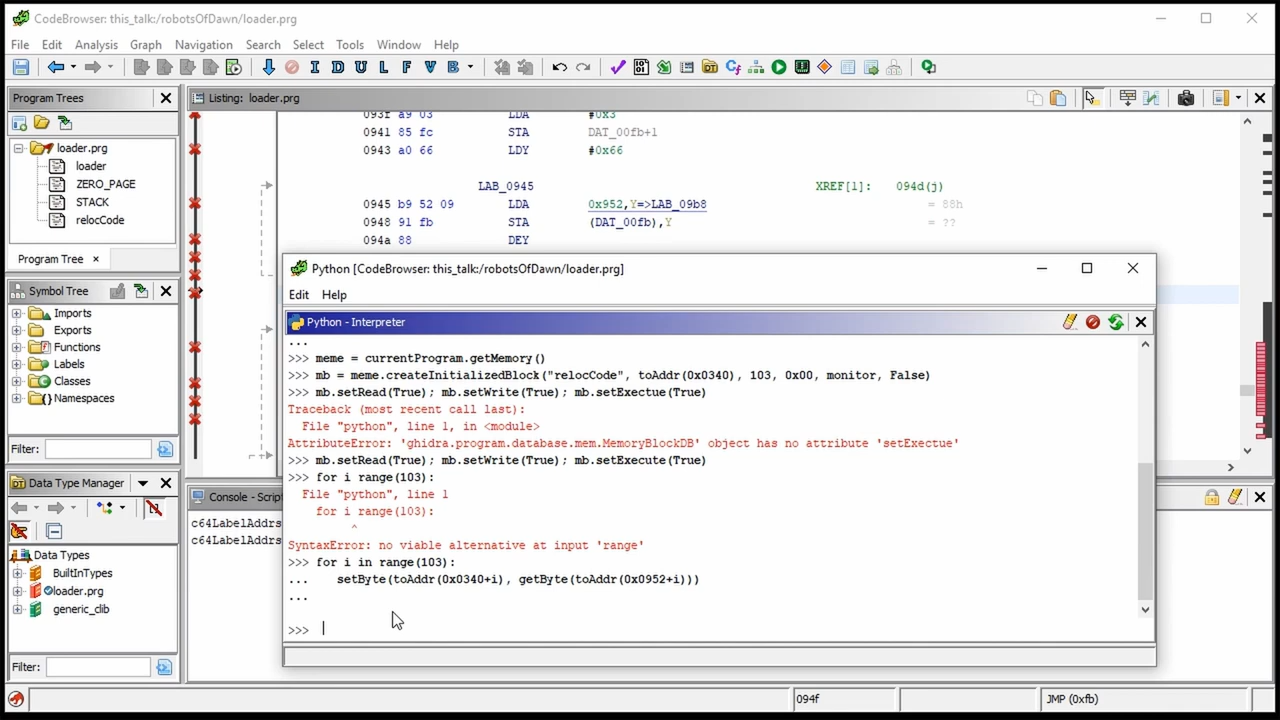 CodeBrowser: this_talk:/robotsOfDawn/loader.prg
File Edit Analysis Graph Navigation Search Select Tools Window Help
I D U L F V B
Program Trees
loader.prg
loader
ZERO_PAGE
STACK
relocCode
Program Tree ×
Symbol Tree
Imports
Exports
Functions
Labels
Classes
Namespaces
Filter:
Data Type Manager
Data Types
BuiltInTypes
loader.prg
generic_clib
Filter:
Listing: loader.prg
093f a9 03 LDA #0x3
0941 85 fc STA DAT_00fb+1
0943 a0 66 LDY #0x66
LAB_0945 XREF[1]: 094d(j)
0945 b9 52 09 LDA 0x952,Y=>LAB_09b8 = 88h
0948 91 fb STA (DAT_00fb),Y = ??
094a 88 DEY
Console - Scrip
c64LabelAddrs
c64LabelAddrs
Python [CodeBrowser: this_talk:/robotsOfDawn/loader.prg]
Edit Help
Python - Interpreter
...
>>> meme = currentProgram.getMemory()
>>> mb = meme.createInitializedBlock("relocCode", toAddr(0x0340), 103, 0x00, monitor, False)
>>> mb.setRead(True); mb.setWrite(True); mb.setExectue(True)
Traceback (most recent call last):
File "python", line 1, in <module>
AttributeError: 'ghidra.program.database.mem.MemoryBlockDB' object has no attribute 'setExectue'
>>> mb.setRead(True); mb.setWrite(True); mb.setExecute(True)
>>> for i range(103):
File "python", line 1
for i range(103):
^
SyntaxError: no viable alternative at input 'range'
>>> for i in range(103):
... setByte(toAddr(0x0340+i), getByte(toAddr(0x0952+i)))
...
>>>
094f
JMP (0xfb)